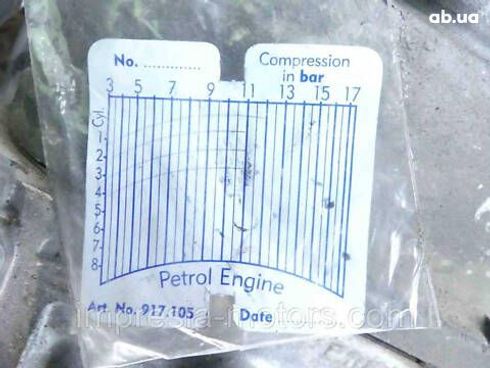 ab.ua
No. ............
Compression
in bar
3 5 7 9 11 13 15 17
Cyl.
1
2
3
4
5
6
7
8
Petrol Engine
Art. No. 917.105
Date
impresia-motors.com